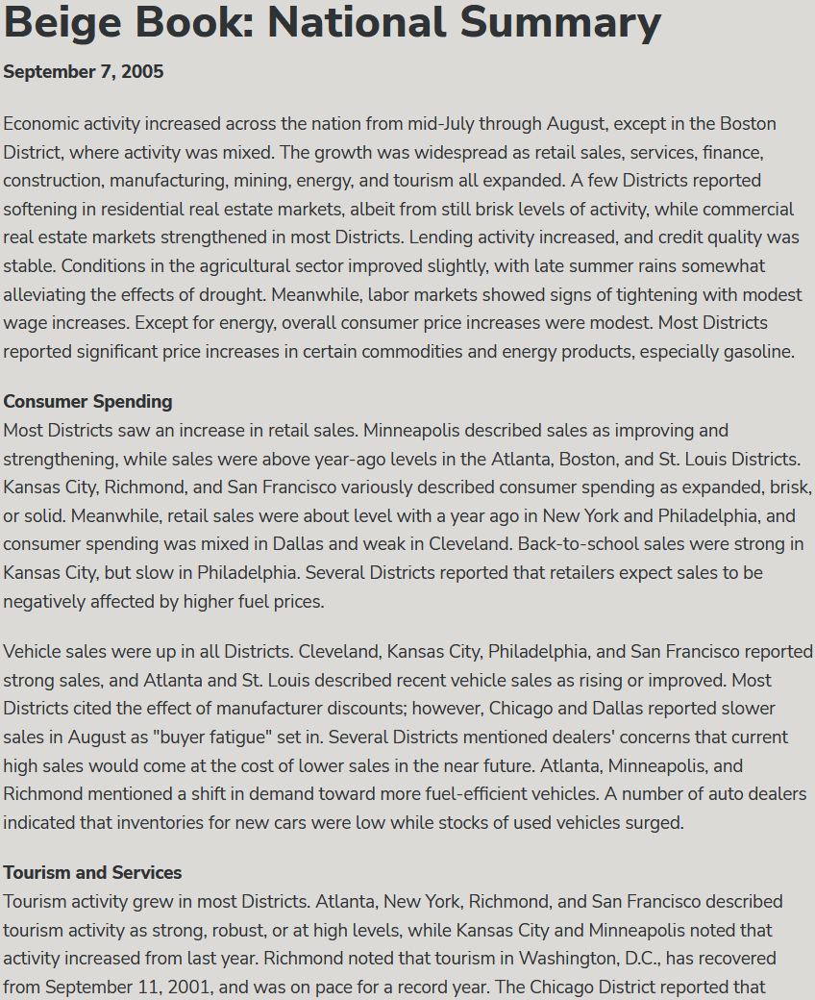 Beige Book: National Summary
September 7, 2005
Economic activity increased across the nation from mid-July through August, except in the Boston
District, where activity was mixed. The growth was widespread as retail sales, services, finance,
construction, manufacturing, mining, energy, and tourism all expanded. A few Districts reported
softening in residential real estate markets, albeit from still brisk levels of activity, while commercial
real estate markets strengthened in most Districts. Lending activity increased, and credit quality was
stable. Conditions in the agricultural sector improved slightly, with late summer rains somewhat
alleviating the effects of drought. Meanwhile, labor markets showed signs of tightening with modest
wage increases. Except for energy, overall consumer price increases were modest. Most Districts
reported significant price increases in certain commodities and energy products, especially gasoline.
Consumer Spending
Most Districts saw an increase in retail sales. Minneapolis described sales as improving and
strengthening, while sales were above year-ago levels in the Atlanta, Boston, and St. Louis Districts.
Kansas City, Richmond, and San Francisco variously described consumer spending as expanded, brisk,
or solid. Meanwhile, retail sales were about level with a year ago in New York and Philadelphia, and
consumer spending was mixed in Dallas and weak in Cleveland. Back-to-school sales were strong in
Kansas City, but slow in Philadelphia. Several Districts reported that retailers expect sales to be
negatively affected by higher fuel prices.
Vehicle sales were up in all Districts. Cleveland, Kansas City, Philadelphia, and San Francisco reported
strong sales, and Atlanta and St. Louis described recent vehicle sales as rising or improved. Most
Districts cited the effect of manufacturer discounts; however, Chicago and Dallas reported slower
sales in August as "buyer fatigue" set in. Several Districts mentioned dealers' concerns that current
high sales would come at the cost of lower sales in the near future. Atlanta, Minneapolis, and
Richmond mentioned a shift in demand toward more fuel-efficient vehicles. A number of auto dealers
indicated that inventories for new cars were low while stocks of used vehicles surged.
Tourism and Services
Tourism activity grew in most Districts. Atlanta, New York, Richmond, and San Francisco described
tourism activity as strong, robust, or at high levels, while Kansas City and Minneapolis noted that
activity increased from last year. Richmond noted that tourism in Washington, D.C., has recovered
from September 11, 2001, and was on pace for a record year. The Chicago District reported that